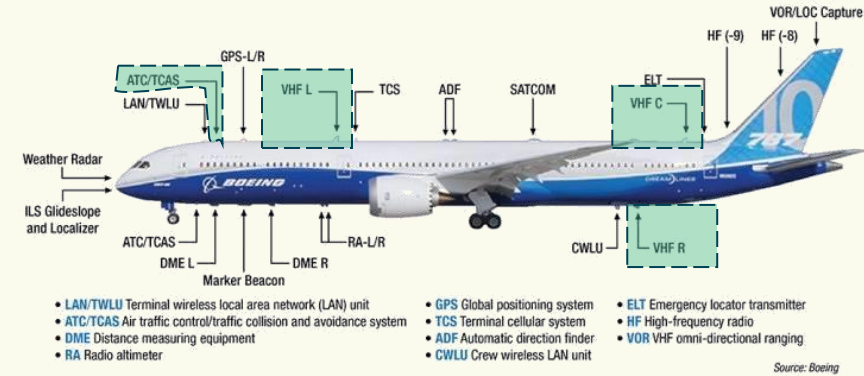 VOR/LOC Capture
HF (-9)
HF (-8)
GPS-L/R
ATC/TCAS
ELT
LAN/TWLU
VHF L
TCS
ADF
SATCOM
VHF C
10
787
Weather Radar
BOEING
DREAMLINER
ILS Glideslope
and Localizer
ATC/TCAS
RA-L/R
CWLU
VHF R
DME L
DME R
Marker Beacon
• LAN/TWLU Terminal wireless local area network (LAN) unit
• ATC/TCAS Air traffic control/traffic collision and avoidance system
• DME Distance measuring equipment
• RA Radio altimeter
• GPS Global positioning system
• TCS Terminal cellular system
• ADF Automatic direction finder
• CWLU Crew wireless LAN unit
• ELT Emergency locator transmitter
• HF High-frequency radio
• VOR VHF omni-directional ranging
Source: Boeing